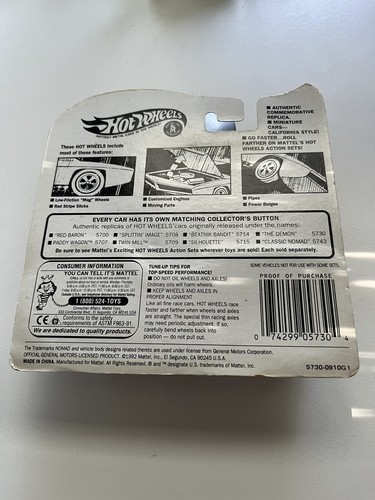 Hot Wheels
■ AUTHENTIC
COMMEMORATIVE
REPLICA.
■ MINIATURE
CARS—
CALIFORNIA STYLE!
■ GO FASTER...ROLL
FARTHER ON MATTEL'S HOT
WHEELS ACTION SETS!
These HOT WHEELS include
most of these features:
■ Low-Friction "Mag" Wheels
■ Red Stripe Slicks
■ Customized Engines
■ Moving Parts
■ Pipes
■ Power Bulges
EVERY CAR HAS ITS OWN MATCHING COLLECTOR'S BUTTON
Authentic replicas of HOT WHEELS cars originally released under the names:
■ "RED BARON" 5700 ■ "SPLITTIN' IMAGE" 5708 ■ "BEATNIK BANDIT" 5714 ■ "THE DEMON" 5730
■ PADDY WAGON 5707 ■ "TWIN MILL" 5709 ■ "SILHOUETTE" 5715 ■ "CLASSIC NOMAD" 5743
Be sure to see Mattel's Exciting HOT WHEELS Action Sets wherever toys are sold! Each sold separately.
CONSUMER INFORMATION
YOU CAN TELL IT'S MATTEL
1 (800) 524-TOYS
Consumer Affairs, Mattel Toys,
333 Continental Blvd., El Segundo, CA 90245 USA
CE Conforms to the safety
requirements of ASTM F963-91.
We are dedicated to quality products.
TUNE-UP TIPS FOR
TOP-SPEED PERFORMANCE!
■ DO NOT OIL WHEELS AND AXLES!
Ordinary oils will harm wheels.
■ KEEP WHEELS AND AXLES IN
PROPER ALIGNMENT
Like all fine race cars, HOT WHEELS race
faster and farther when wheels and axles
are straight. The special thin racing axles
may need periodic adjustment. If so,
carefully bend wheels back into
position — do not pull out.
SOME VEHICLES NOT FOR USE WITH SOME SETS.
PROOF OF PURCHASE
0 74299 05730 4
The Trademarks NOMAD and vehicle body designs related thereto are used under license from General Motors Corporation.
OFFICIAL GENERAL MOTORS LICENSED PRODUCT. ©1992 Mattel, Inc., El Segundo, CA 90245 U.S.A.
MADE IN CHINA. Manufactured for Mattel. All Rights Reserved. ® and ™ designate U.S. trademarks of Mattel, Inc.
5730-0910G1